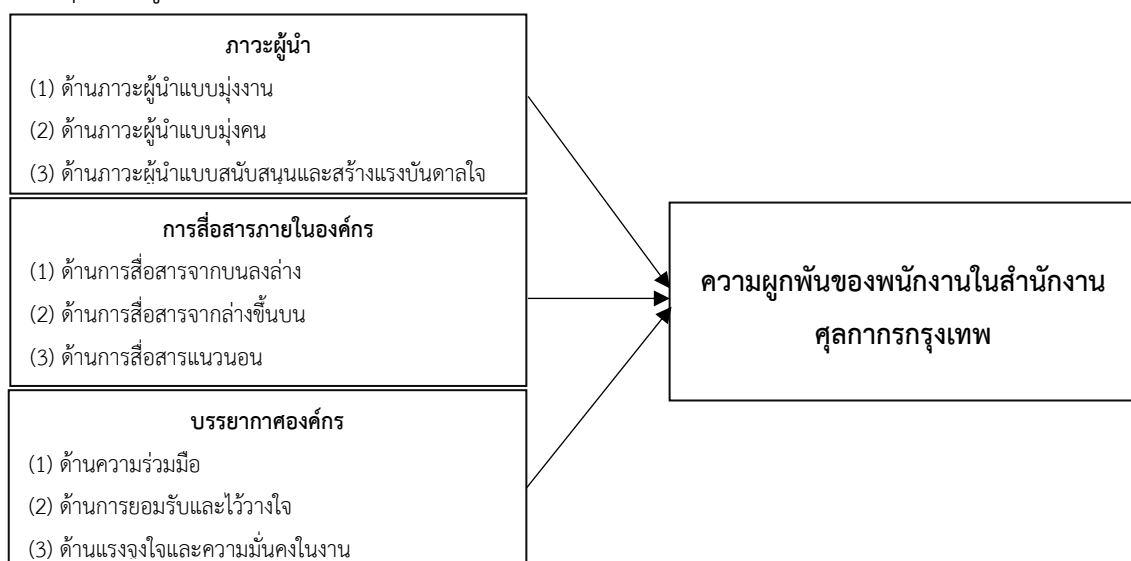 ภาวะผู้นำ
(1) ด้านภาวะผู้นำแบบมุ่งงาน
(2) ด้านภาวะผู้นำแบบมุ่งคน
(3) ด้านภาวะผู้นำแบบสนับสนุนและสร้างแรงบันดาลใจ
การสื่อสารภายในองค์กร
(1) ด้านการสื่อสารจากบนลงล่าง
(2) ด้านการสื่อสารจากล่างขึ้นบน
(3) ด้านการสื่อสารแนวนอน
บรรยากาศองค์กร
(1) ด้านความร่วมมือ
(2) ด้านการยอมรับและไว้วางใจ
(3) ด้านแรงจูงใจและความมั่นคงในงาน
ความผูกพันของพนักงานในสำนักงาน
ศุลกากรกรุงเทพ